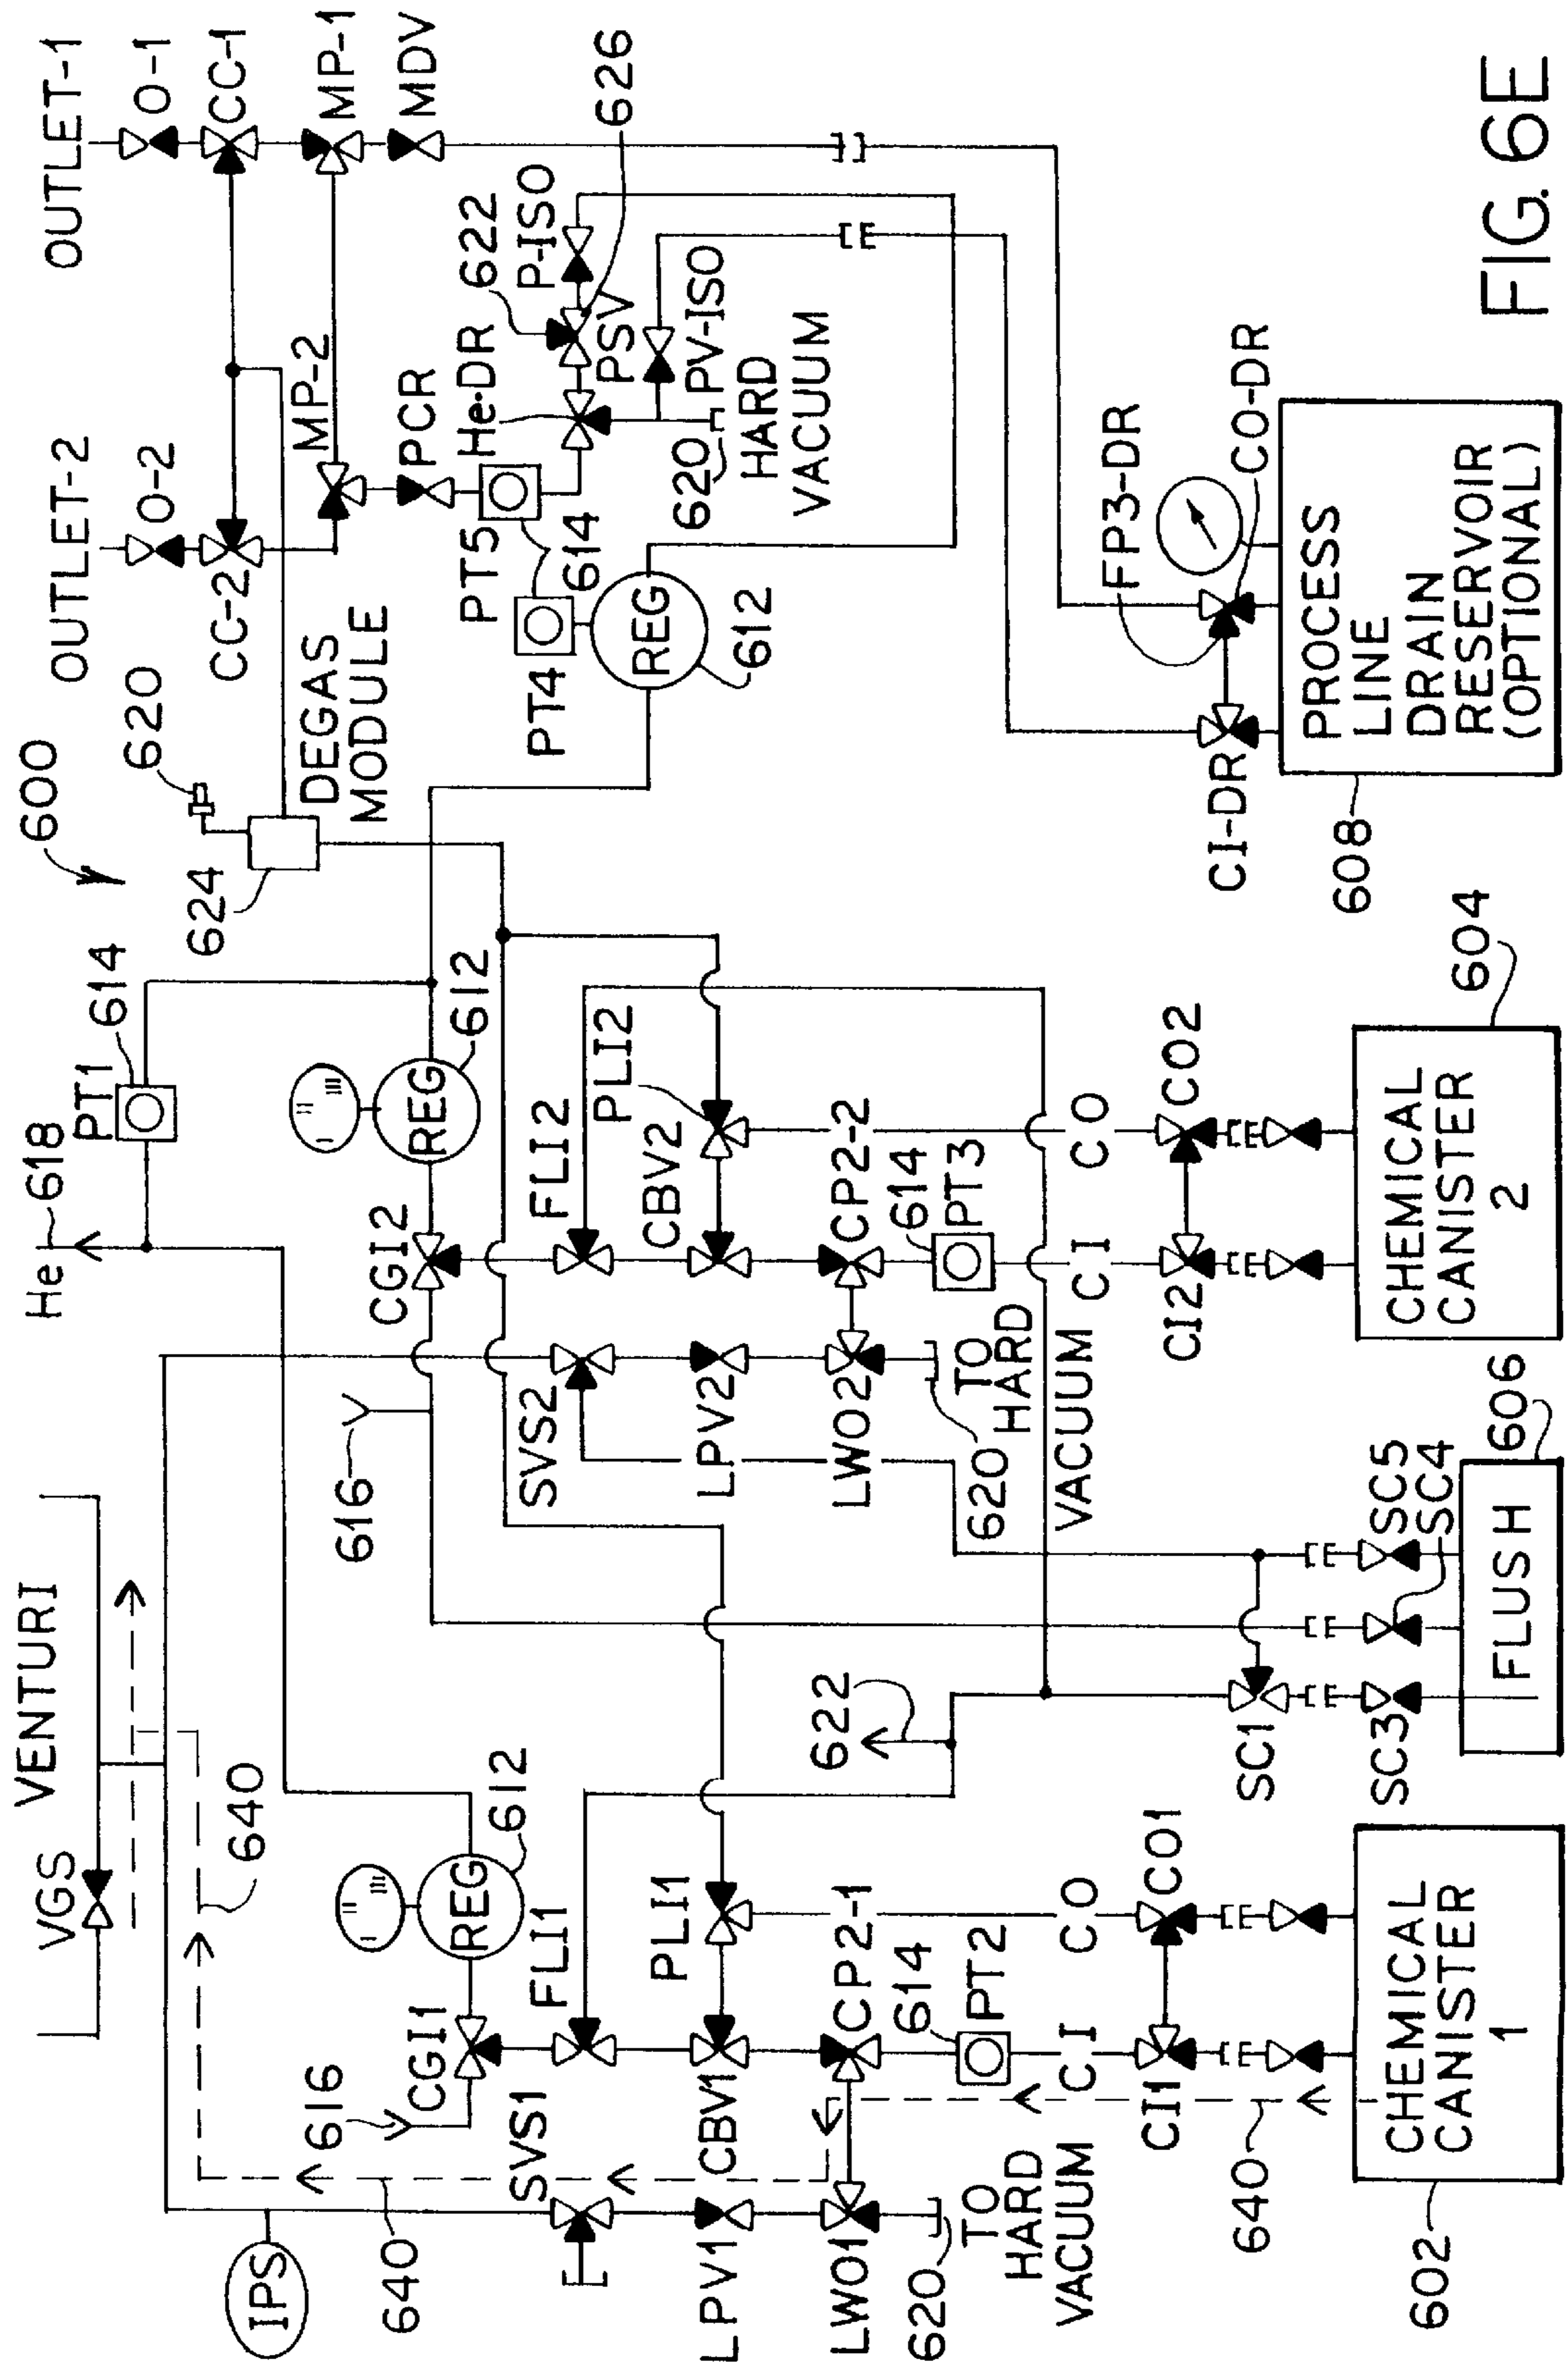 FIG. 6E
600
VENTURI
VGS
640
IPS
640
616
CGI1
REG
612
SVS1
FLI1
LPV1
CBV1
PLI1
LW01
CP2-1
620
TO
HARD
VACUUM
614
PT2
CI
CO
CI1
CO1
640
602
CHEMICAL
CANISTER
1
622
SC1
SC3
SC5
SC4
606
FLUSH
He
618
PT1
614
616
CGI2
REG
612
SVS2
FLI2
LPV2
CBV2
PLI2
LW02
CP2-2
620
TO
HARD
VACUUM
614
PT3
CI
CO
CI2
CO2
604
CHEMICAL
CANISTER
2
620
624
DEGAS
MODULE
OUTLET-2
O-2
CC-2
MP-2
PCR
PT5
PT4
614
REG
612
He-DR
622
P-ISO
PSV
626
PV-ISO
620
HARD
VACUUM
OUTLET-1
O-1
CC-1
MP-1
MDV
FP3-DR
CO-DR
CI-DR
608
PROCESS
LINE
DRAIN
RESERVOIR
(OPTIONAL)